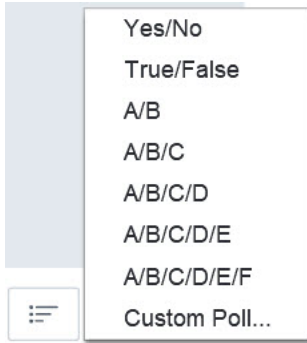 Yes/No
True/False
A/B
A/B/C
A/B/C/D
A/B/C/D/E
A/B/C/D/E/F
Custom Poll...